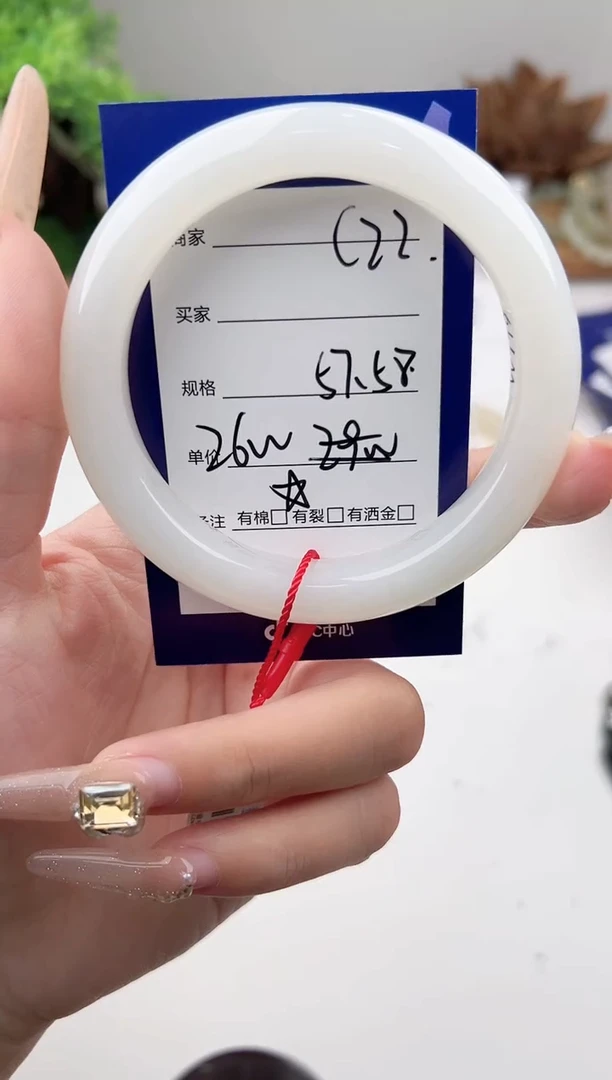 商家 C22.
买家
规格 57.58
单价 26w 29w
备注 有棉□有裂□有洒金□
C中心